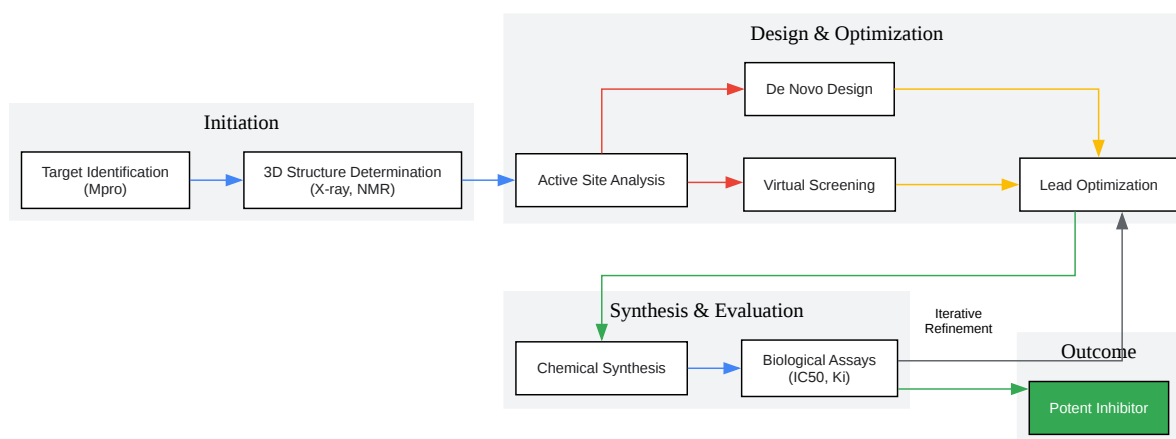 Design & Optimization
De Novo Design
Initiation
Target Identification
(Mpro)
3D Structure Determination
(X-ray, NMR)
Active Site Analysis
Virtual Screening
Lead Optimization
Synthesis & Evaluation
Iterative
Refinement
Chemical Synthesis
Biological Assays
(IC50, Ki)
Outcome
Potent Inhibitor